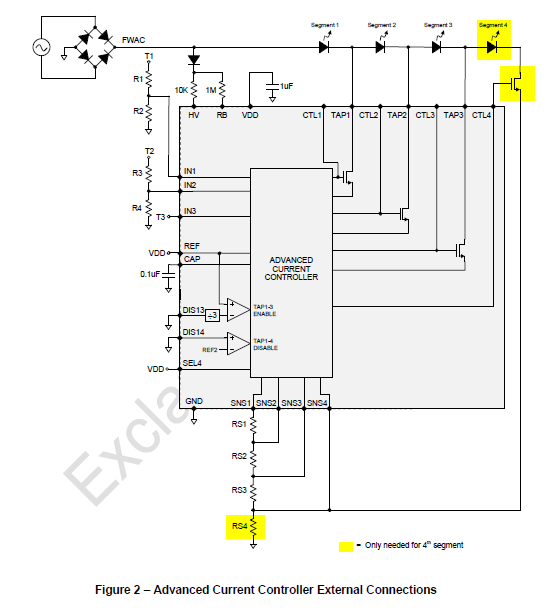 Segment 1 Segment 2 Segment 3 Segment 4
FWAC
T1
R1
10K 1M 1uF
R2
HV RB VDD CTL1 TAP1 CTL2 TAP2 CTL3 TAP3 CTL4
T2
R3
IN1
IN2
R4
IN3
T3
REF
VDD
CAP
0.1uF
ADVANCED
CURRENT
CONTROLLER
DIS13
÷3
+
−
TAP1-3
ENABLE
DIS14
+
−
TAP1-4
DISABLE
REF2
SEL4
VDD
GND SNS1 SNS2 SNS3 SNS4
RS1
RS2
RS3
RS4
Excla
= Only needed for 4th segment
Figure 2 – Advanced Current Controller External Connections